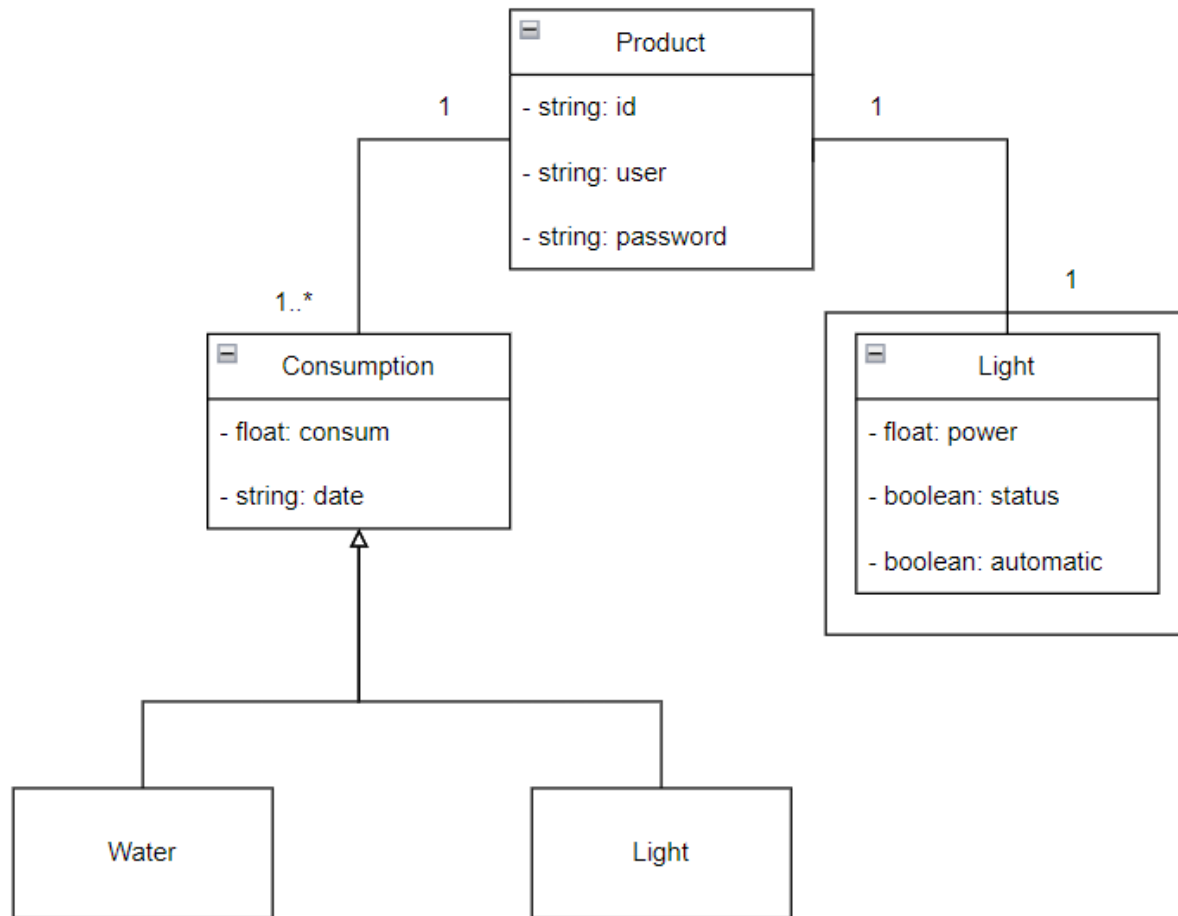 Product
- string: id
- string: user
- string: password
1
1
1..*
1
Consumption
- float: consum
- string: date
Light
- float: power
- boolean: status
- boolean: automatic
Water
Light